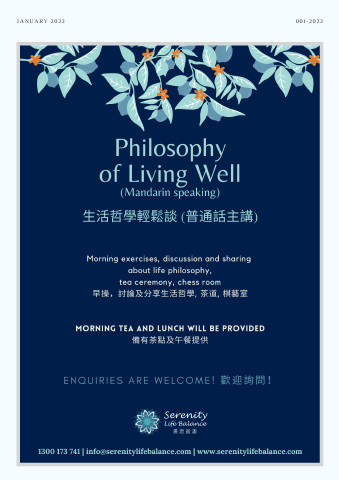 JANUARY 2022
001-2022
Philosophy
of Living Well
(Mandarin speaking)
生活哲學輕鬆談 (普通話主講)
Morning exercises, discussion and sharing
about life philosophy,
tea ceremony, chess room
早操，討論及分享生活哲學, 茶道, 棋藝室
MORNING TEA AND LUNCH WILL BE PROVIDED
備有茶點及午餐提供
ENQUIRIES ARE WELCOME! 歡迎詢問!
Serenity
Life Balance
1300 173 741 | info@serenitylifebalance.com | www.serenitylifebalance.com